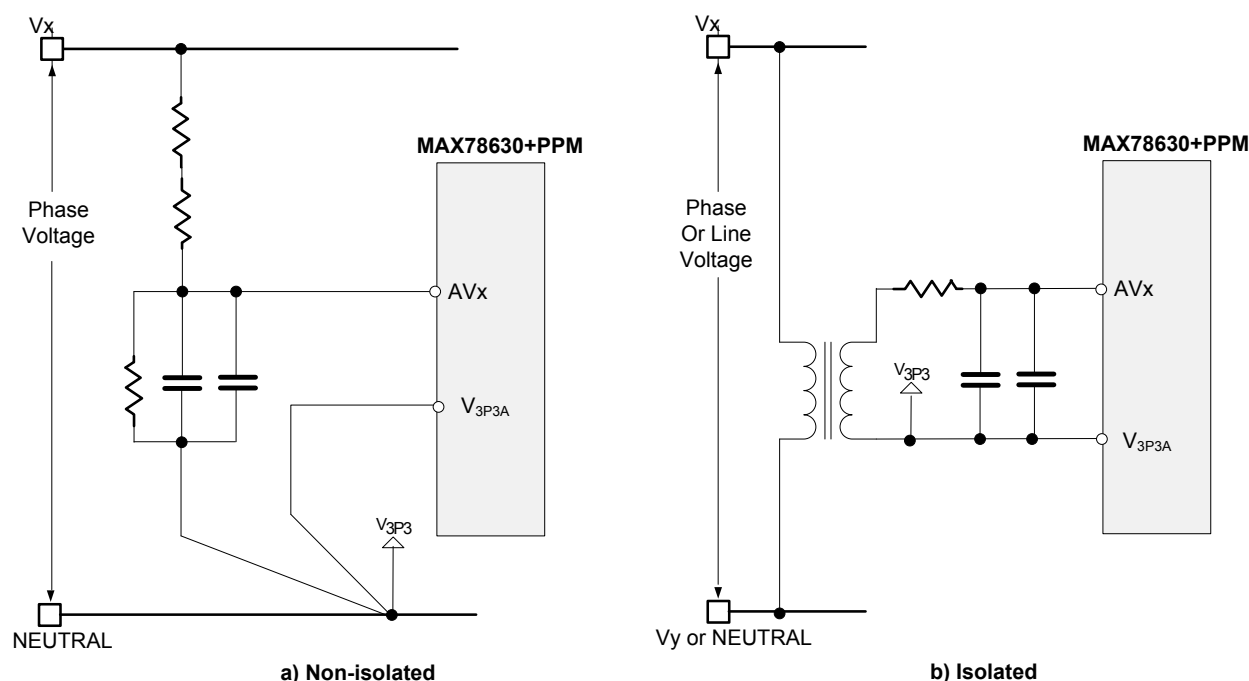 Vx
MAX78630+PPM
Phase
Voltage
AVx
V3P3A
V3P3
NEUTRAL
a) Non-isolated
Vx
MAX78630+PPM
Phase
Or Line
Voltage
AVx
V3P3
V3P3A
Vy or NEUTRAL
b) Isolated